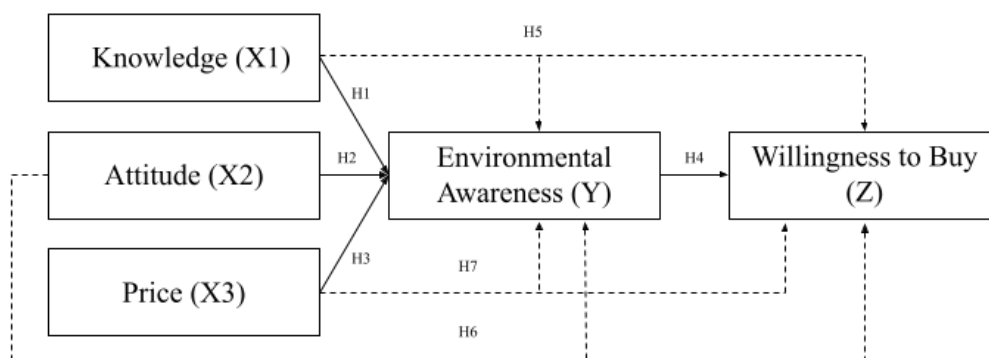 H5
Knowledge (X1)
H1
Attitude (X2)
H2
Environmental
Awareness (Y)
H4
Willingness to Buy
(Z)
H3
Price (X3)
H7
H6